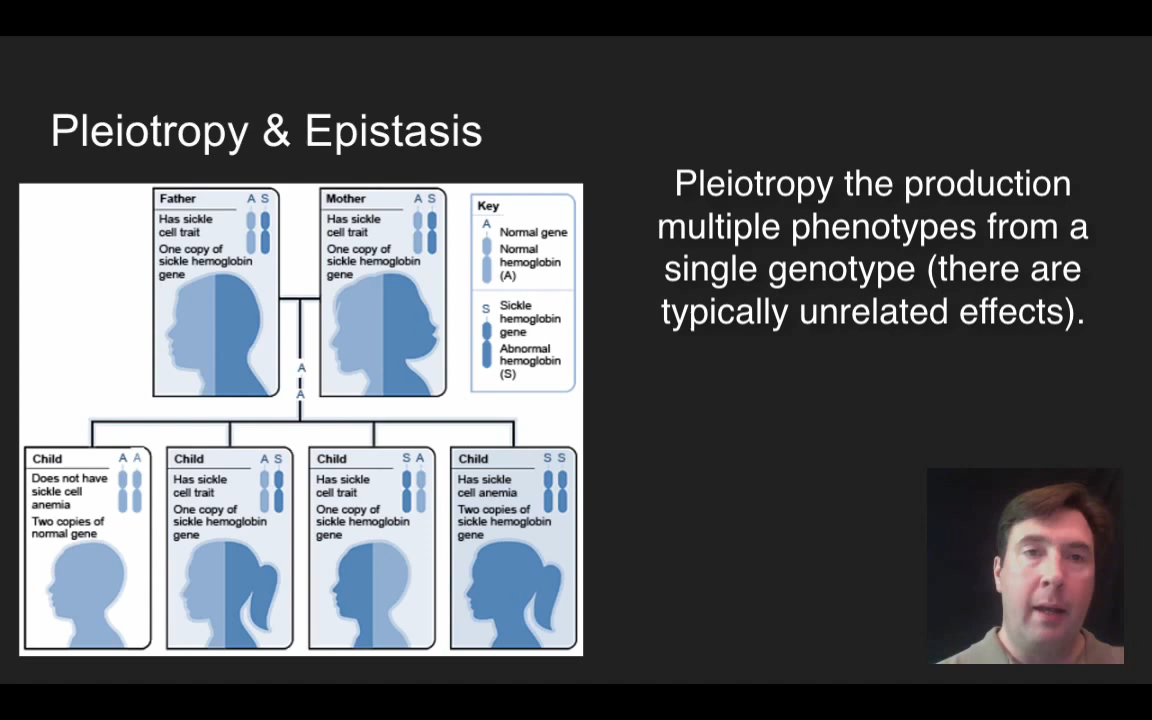 Pleiotropy & Epistasis
Pleiotropy the production
multiple phenotypes from a
single genotype (there are
typically unrelated effects).
Father
A S
Has sickle
cell trait
One copy of
sickle hemoglobin
gene
Mother
A S
Has sickle
cell trait
One copy of
sickle hemoglobin
gene
Key
A
Normal gene
Normal
hemoglobin
(A)
S
Sickle
hemoglobin
gene
Abnormal
hemoglobin
(S)
A
A
Child
A A
Does not have
sickle cell
anemia
Two copies of
normal gene
Child
A S
Has sickle
cell trait
One copy of
sickle hemoglobin
gene
Child
S A
Has sickle
cell trait
One copy of
sickle hemoglobin
gene
Child
S S
Has sickle
cell anemia
Two copies of
sickle hemoglobin
gene